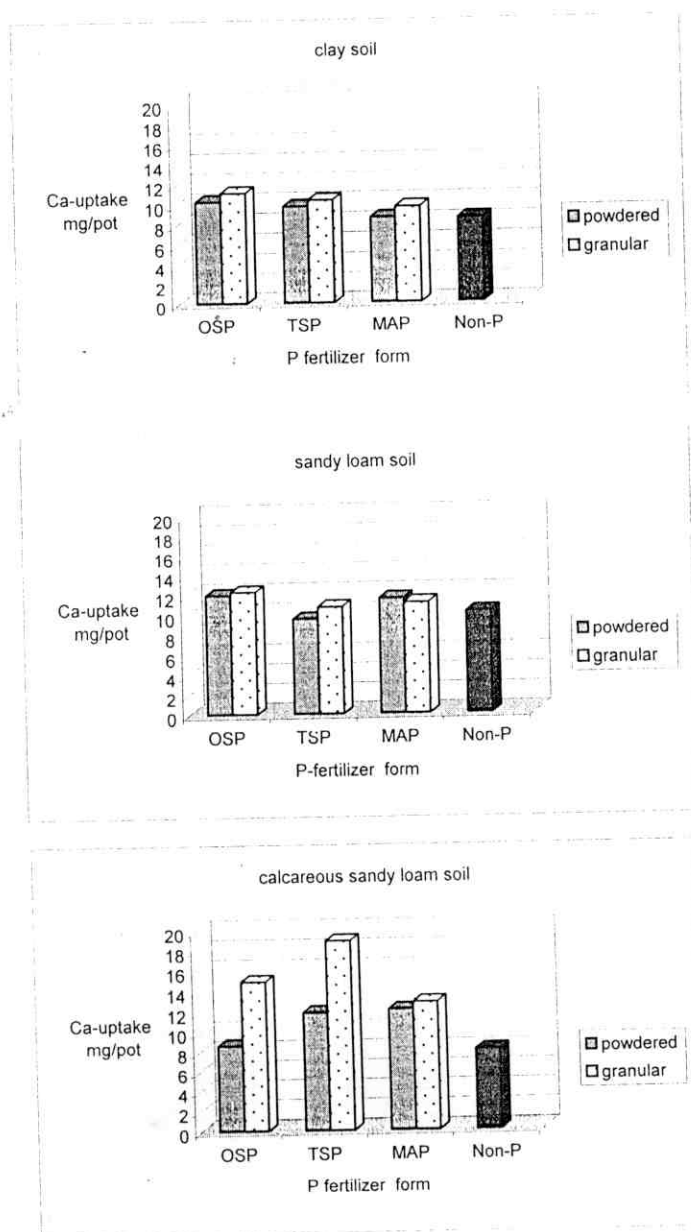 clay soil
20
18
16
14
12
10
8
6
4
2
0
Ca-uptake
mg/pot
OSP TSP MAP Non-P
P fertilizer form
powdered
granular
sandy loam soil
20
18
16
14
12
10
8
6
4
2
0
Ca-uptake
mg/pot
OSP TSP MAP Non-P
P-fertilizer form
powdered
granular
calcareous sandy loam soil
20
18
16
14
12
10
8
6
4
2
0
Ca-uptake
mg/pot
OSP TSP MAP Non-P
P fertilizer form
powdered
granular